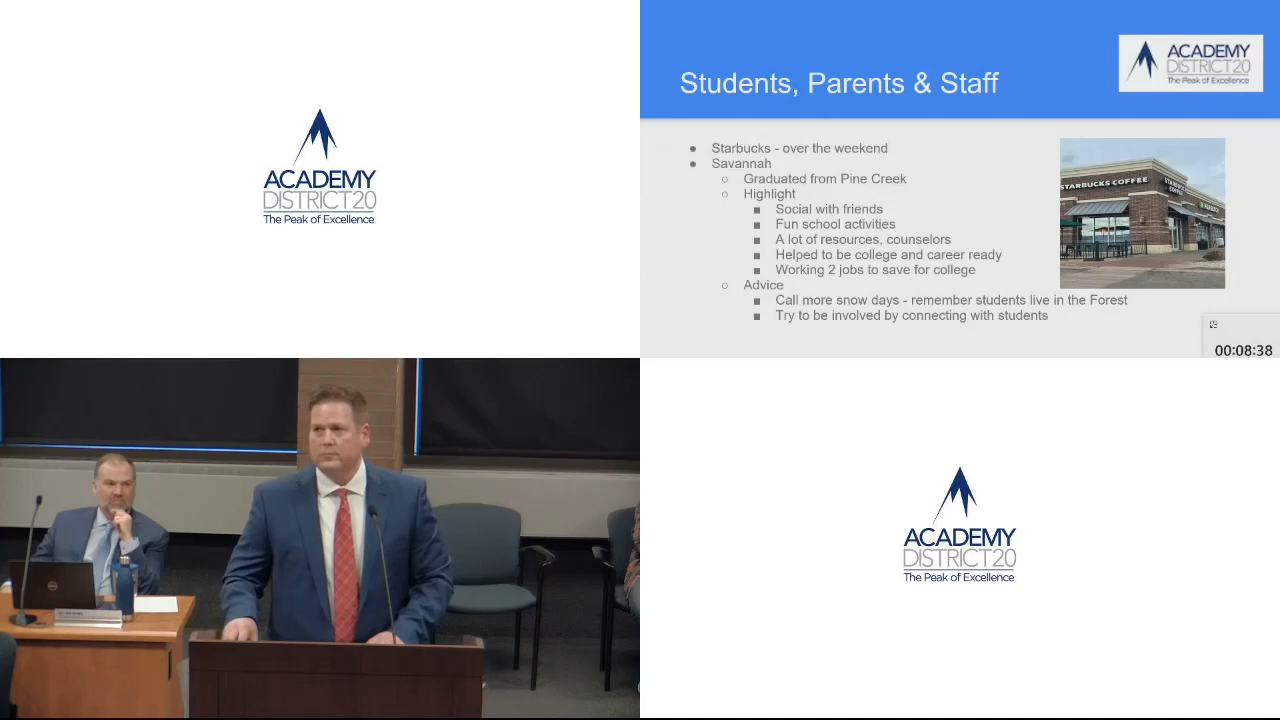 ACADEMY
DISTRICT20
The Peak of Excellence
Students, Parents & Staff
ACADEMY
DISTRICT20
The Peak of Excellence
● Starbucks - over the weekend
● Savannah
○ Graduated from Pine Creek
○ Highlight
■ Social with friends
■ Fun school activities
■ A lot of resources, counselors
■ Helped to be college and career ready
■ Working 2 jobs to save for college
○ Advice
■ Call more snow days - remember students live in the Forest
■ Try to be involved by connecting with students
STARBUCKS COFFEE
00:08:38
ACADEMY
DISTRICT20
The Peak of Excellence